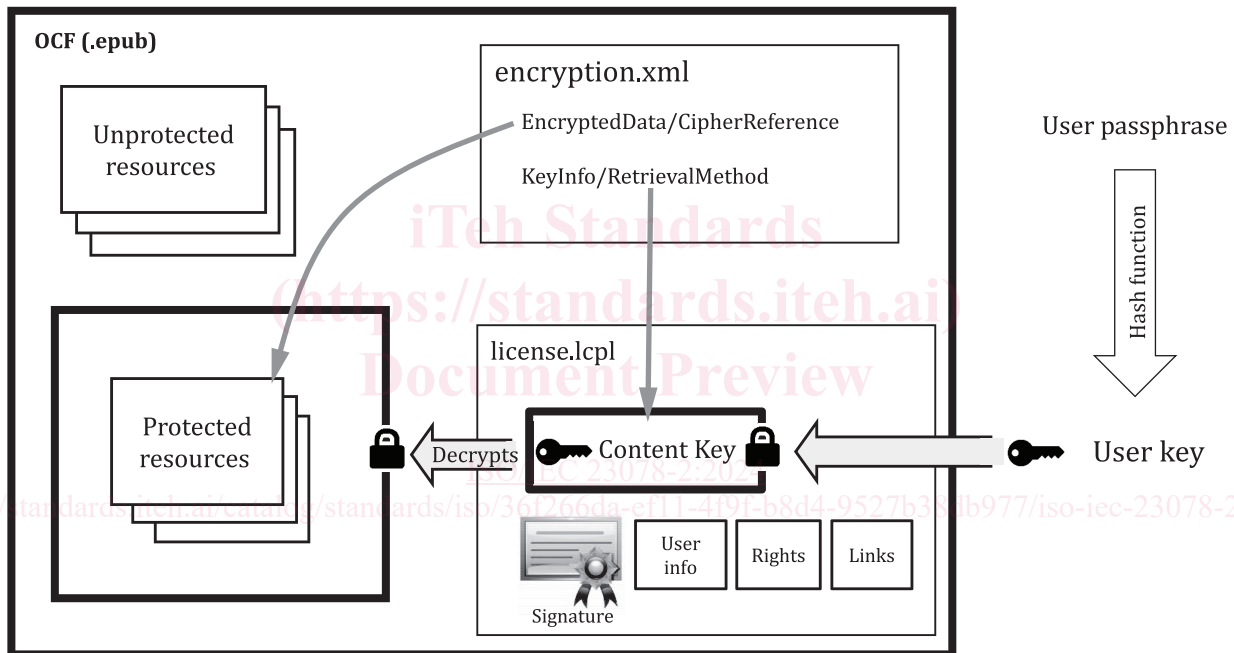 OCF (.epub)
Unprotected
resources
encryption.xml
EncryptedData/CipherReference
KeyInfo/RetrievalMethod
User passphrase
Hash function
iTeh Standards
(https://standards.iteh.ai)
Document Preview
Protected
resources
license.lcpl
Decrypts
Content Key
User key
ISO/IEC 23078-2:2024
/standards.iteh.ai/catalog/standards/iso/36f266da-ef11-4f9f-b8d4-9527b38db977/iso-iec-23078-2
Signature
User
info
Rights
Links